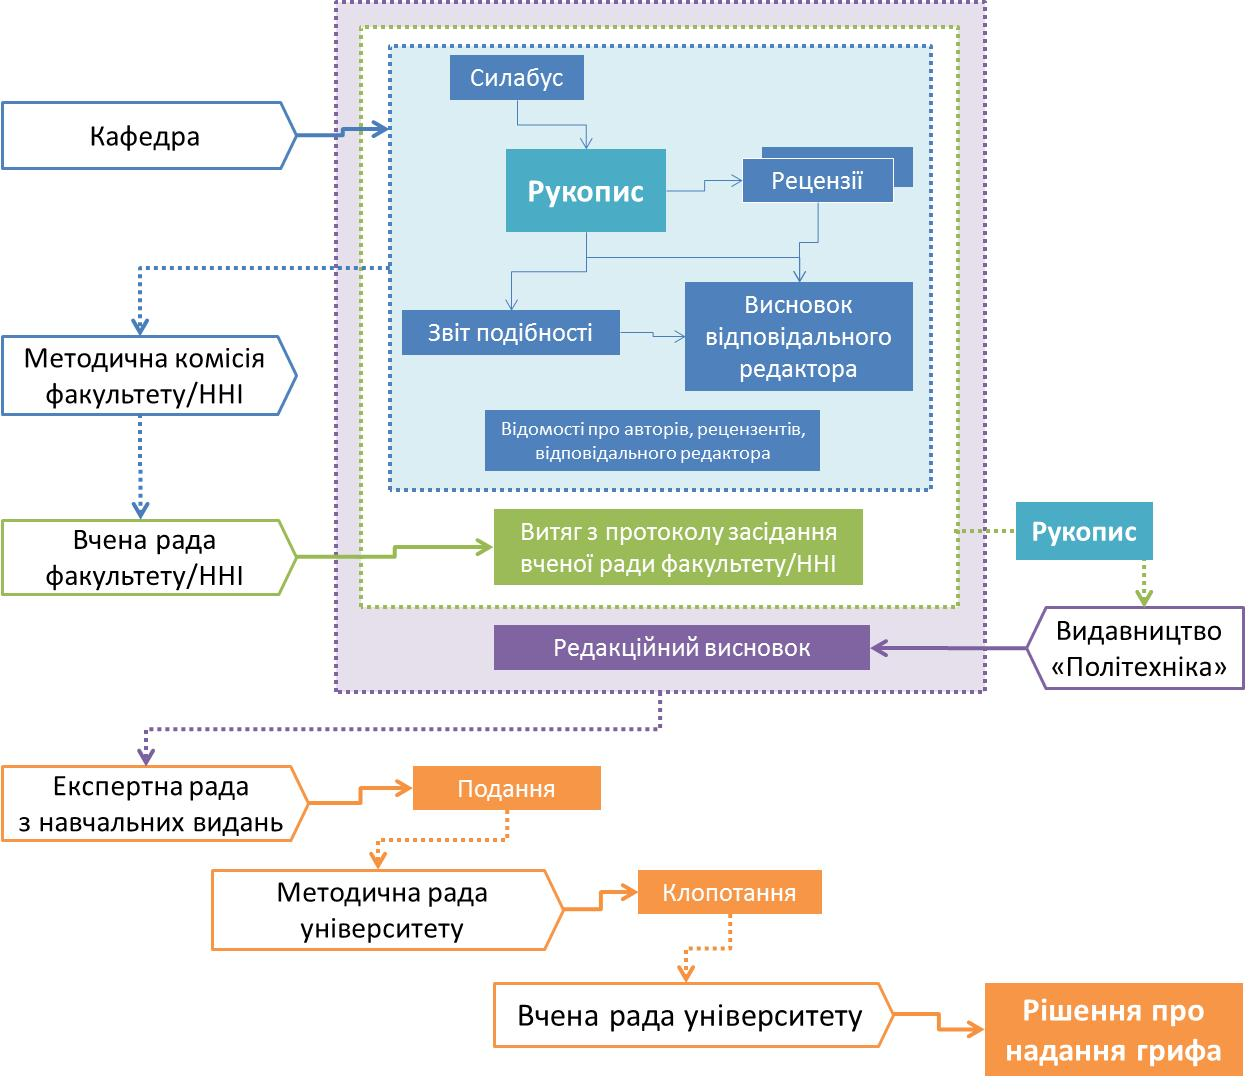 Силабус
Кафедра
Рукопис
Рецензії
Звіт подібності
Висновок
відповідального
редактора
Методична комісія
факультету/ННІ
Відомості про авторів, рецензентів,
відповідального редактора
Вчена рада
факультету/ННІ
Витяг з протоколу засідання
вченої ради факультету/ННІ
Рукопис
Редакційний висновок
Видавництво
«Політехніка»
Експертна рада
з навчальних видань
Подання
Методична рада
університету
Клопотання
Вчена рада університету
Рішення про
надання грифа